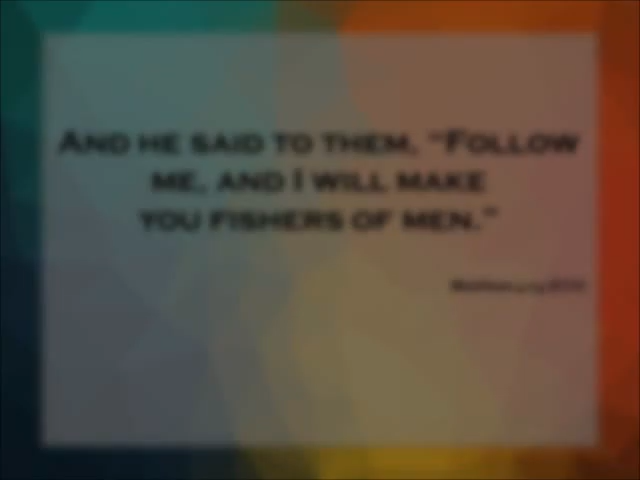 AND HE SAID TO THEM, "FOLLOW
ME, AND I WILL MAKE
YOU FISHERS OF MEN."